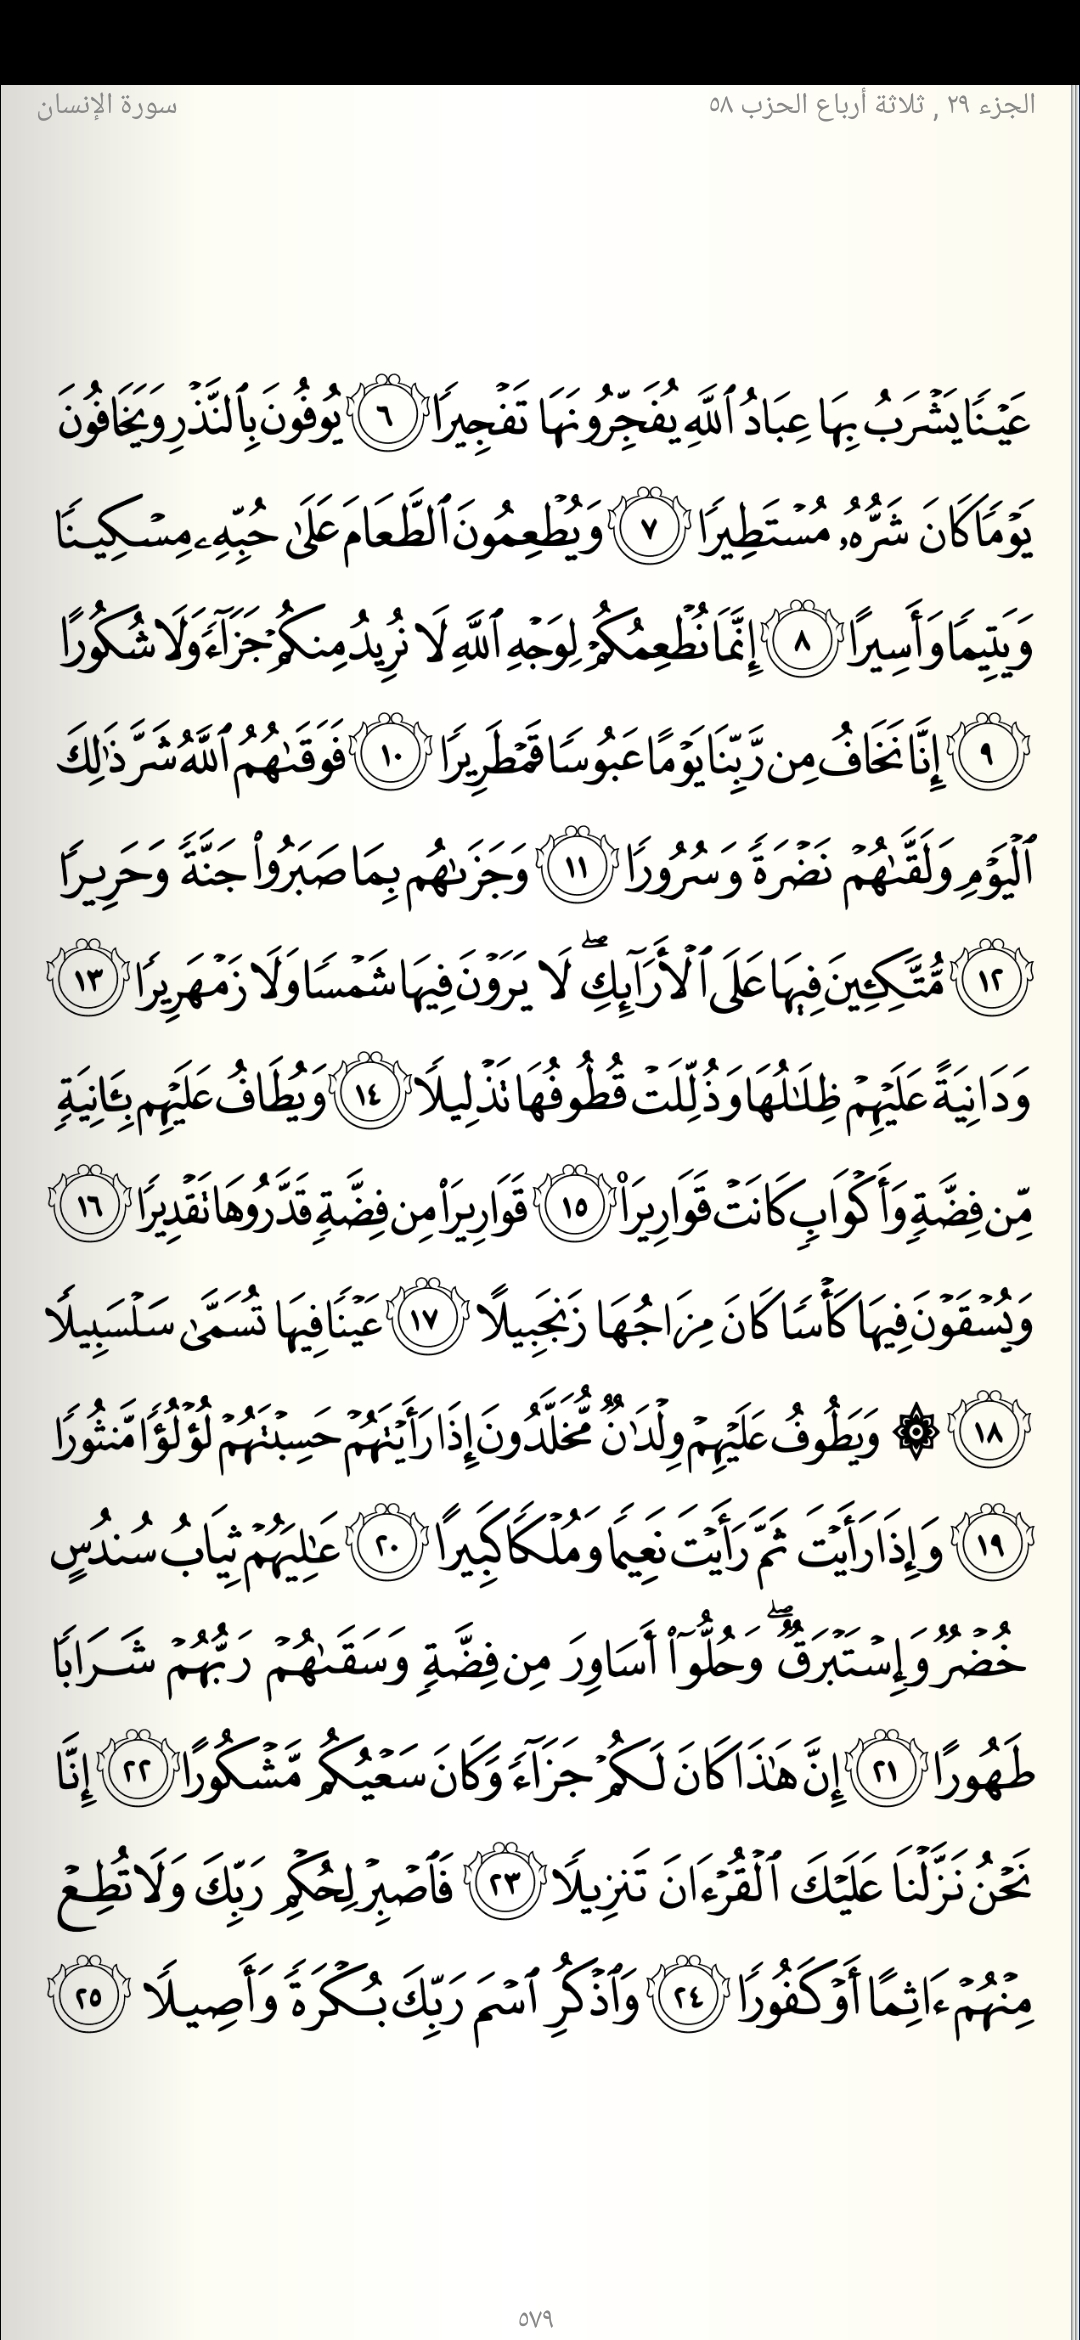 الجزء ٢٩ , ثلاثة أرباع الحزب ٥٨
سورة الإنسان
عَيْنًا يَشْرَبُ بِهَا عِبَادُ ٱللَّهِ يُفَجِّرُونَهَا تَفْجِيرًا ٦ يُوفُونَ بِٱلنَّذْرِ وَيَخَافُونَ
يَوْمًا كَانَ شَرُّهُۥ مُسْتَطِيرًا ٧ وَيُطْعِمُونَ ٱلطَّعَامَ عَلَىٰ حُبِّهِۦ مِسْكِينًا
وَيَتِيمًا وَأَسِيرًا ٨ إِنَّمَا نُطْعِمُكُمْ لِوَجْهِ ٱللَّهِ لَا نُرِيدُ مِنكُمْ جَزَآءً وَلَا شُكُورًا
٩ إِنَّا نَخَافُ مِن رَّبِّنَا يَوْمًا عَبُوسًا قَمْطَرِيرًا ١٠ فَوَقَىٰهُمُ ٱللَّهُ شَرَّ ذَٰلِكَ
ٱلْيَوْمِ وَلَقَّىٰهُمْ نَضْرَةً وَسُرُورًا ١١ وَجَزَىٰهُم بِمَا صَبَرُوا۟ جَنَّةً وَحَرِيرًا
١٢ مُّتَّكِـِٔينَ فِيهَا عَلَى ٱلْأَرَآئِكِ ۖ لَا يَرَوْنَ فِيهَا شَمْسًا وَلَا زَمْهَرِيرًا ١٣
وَدَانِيَةً عَلَيْهِمْ ظِلَـٰلُهَا وَذُلِّلَتْ قُطُوفُهَا تَذْلِيلًا ١٤ وَيُطَافُ عَلَيْهِم بِـَٔانِيَةٍ
مِّن فِضَّةٍ وَأَكْوَابٍ كَانَتْ قَوَارِيرَا۠ ١٥ قَوَارِيرَا۟ مِن فِضَّةٍ قَدَّرُوهَا تَقْدِيرًا ١٦
وَيُسْقَوْنَ فِيهَا كَأْسًا كَانَ مِزَاجُهَا زَنجَبِيلًا ١٧ عَيْنًا فِيهَا تُسَمَّىٰ سَلْسَبِيلًا
١٨ ۞ وَيَطُوفُ عَلَيْهِمْ وِلْدَٰنٌ مُّخَلَّدُونَ إِذَا رَأَيْتَهُمْ حَسِبْتَهُمْ لُؤْلُؤًا مَّنثُورًا
١٩ وَإِذَا رَأَيْتَ ثَمَّ رَأَيْتَ نَعِيمًا وَمُلْكًا كَبِيرًا ٢٠ عَـٰلِيَهُمْ ثِيَابُ سُندُسٍ
خُضْرٌ وَإِسْتَبْرَقٌ ۖ وَحُلُّوٓا۟ أَسَاوِرَ مِن فِضَّةٍ وَسَقَىٰهُمْ رَبُّهُمْ شَرَابًا
طَهُورًا ٢١ إِنَّ هَـٰذَا كَانَ لَكُمْ جَزَآءً وَكَانَ سَعْيُكُم مَّشْكُورًا ٢٢ إِنَّا
نَحْنُ نَزَّلْنَا عَلَيْكَ ٱلْقُرْءَانَ تَنزِيلًا ٢٣ فَٱصْبِرْ لِحُكْمِ رَبِّكَ وَلَا تُطِعْ
مِنْهُمْ ءَاثِمًا أَوْ كَفُورًا ٢٤ وَٱذْكُرِ ٱسْمَ رَبِّكَ بُكْرَةً وَأَصِيلًا ٢٥
٥٧٩